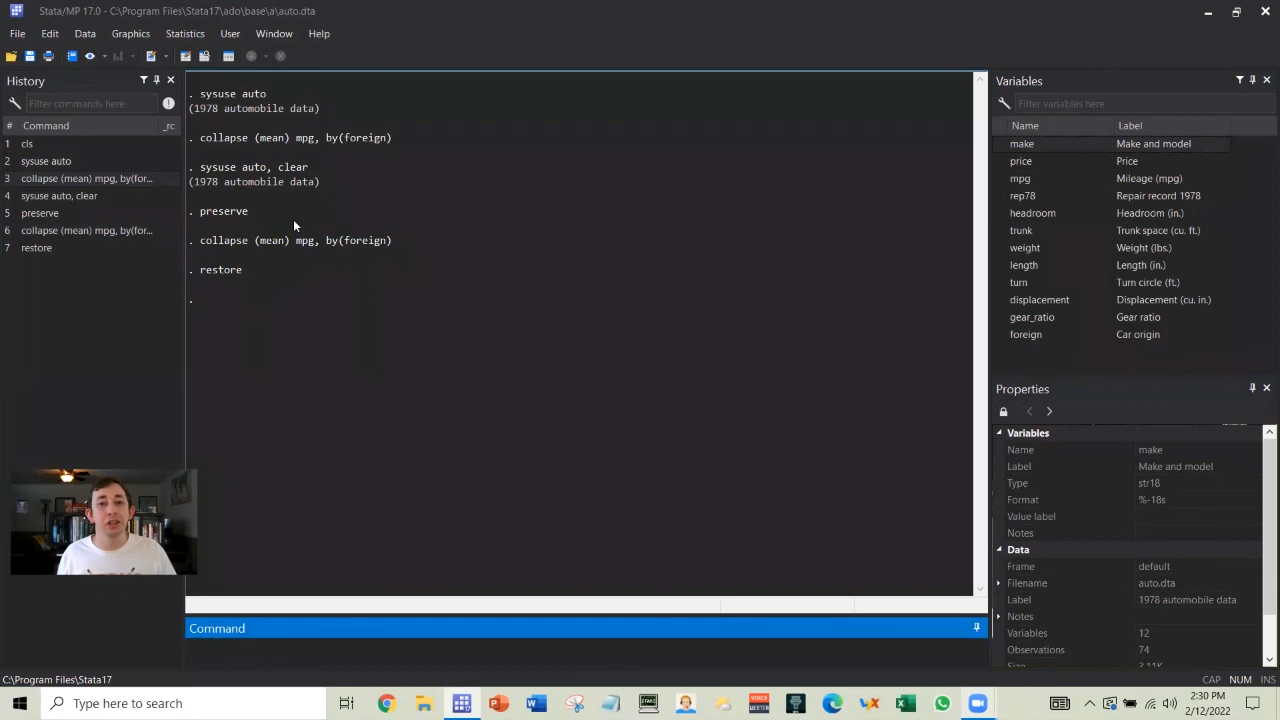 Stata/MP 17.0 - C:\Program Files\Stata17\ado\base\a\auto.dta
File Edit Data Graphics Statistics User Window Help
History
Filter commands here
# Command _rc
1 cls
2 sysuse auto
3 collapse (mean) mpg, by(for...
4 sysuse auto, clear
5 preserve
6 collapse (mean) mpg, by(for...
7 restore
. sysuse auto
(1978 automobile data)
. collapse (mean) mpg, by(foreign)
. sysuse auto, clear
(1978 automobile data)
. preserve
. collapse (mean) mpg, by(foreign)
. restore
.
Command
Variables
Filter variables here
Name Label
make Make and model
price Price
mpg Mileage (mpg)
rep78 Repair record 1978
headroom Headroom (in.)
trunk Trunk space (cu. ft.)
weight Weight (lbs.)
length Length (in.)
turn Turn circle (ft.)
displacement Displacement (cu. in.)
gear_ratio Gear ratio
foreign Car origin
Properties
Variables
Name make
Label Make and model
Type str18
Format %-18s
Value label
Notes
Data
Frame default
Filename auto.dta
Label 1978 automobile data
Notes
Variables 12
Observations 74
Size 3.11K
C:\Program Files\Stata17
CAP NUM INS
Type here to search
2:30 PM
2/12/2022